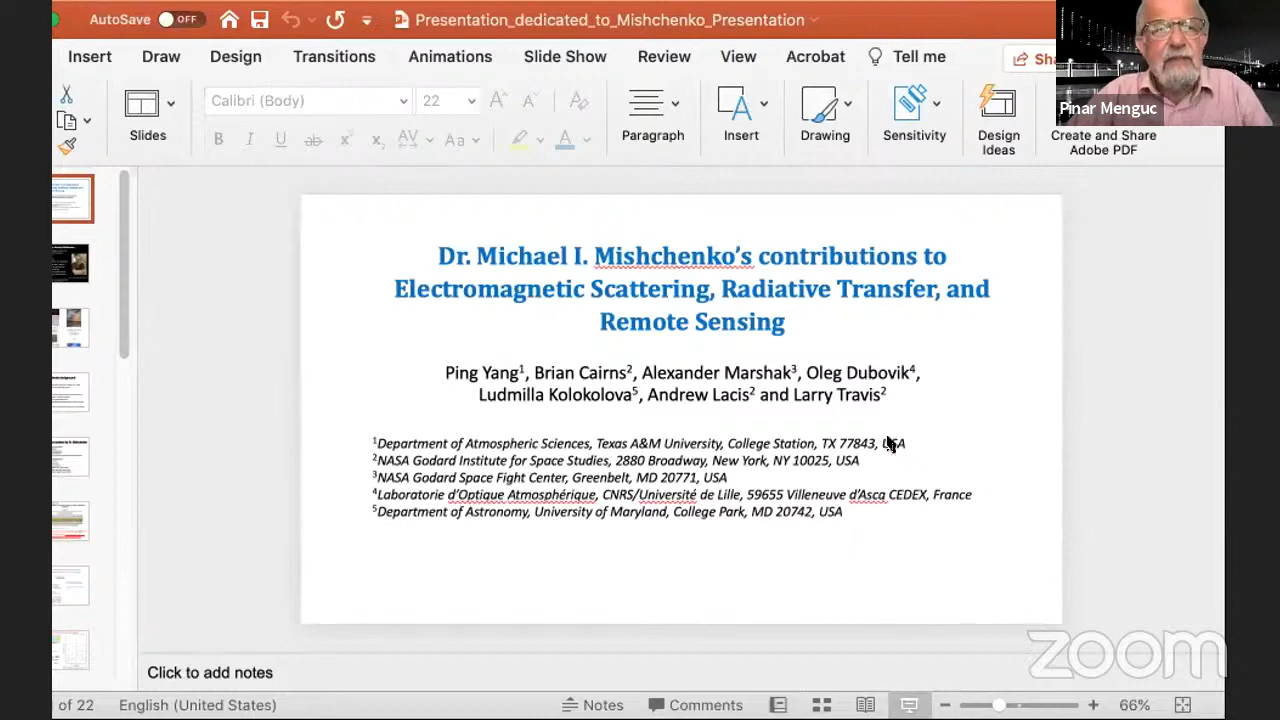 AutoSave OFF
Presentation_dedicated_to_Mishchenko_Presentation
Insert Draw Design Transitions Animations Slide Show Review View Acrobat Tell me
Pinar Menguc
Calibri (Body) 22
Slides Paragraph Insert Drawing Sensitivity Design Ideas Create and Share Adobe PDF
Dr. Michael I. Mishchenko's contributions to
Electromagnetic Scattering, Radiative Transfer, and
Remote Sensing
Ping Yang1, Brian Cairns2, Alexander Marshak3, Oleg Dubovik4,
Ludmilla Kolokolova5, Andrew Lacis2 and Larry Travis2
1Department of Atmospheric Sciences, Texas A&M University, College Station, TX 77843, USA
2NASA Godard Institute for Space Studies, 2880 Broadway, New York, NY 10025, USA
3NASA Godard Space Fight Center, Greenbelt, MD 20771, USA
4Laboratorie d'Optique Atmosphérique, CNRS/Université de Lille, 59655 Villeneuve d'Asca CEDEX, France
5Department of Astronomy, University of Maryland, College Park, MD 20742, USA
zoom
Click to add notes
of 22 English (United States) Notes Comments 66%